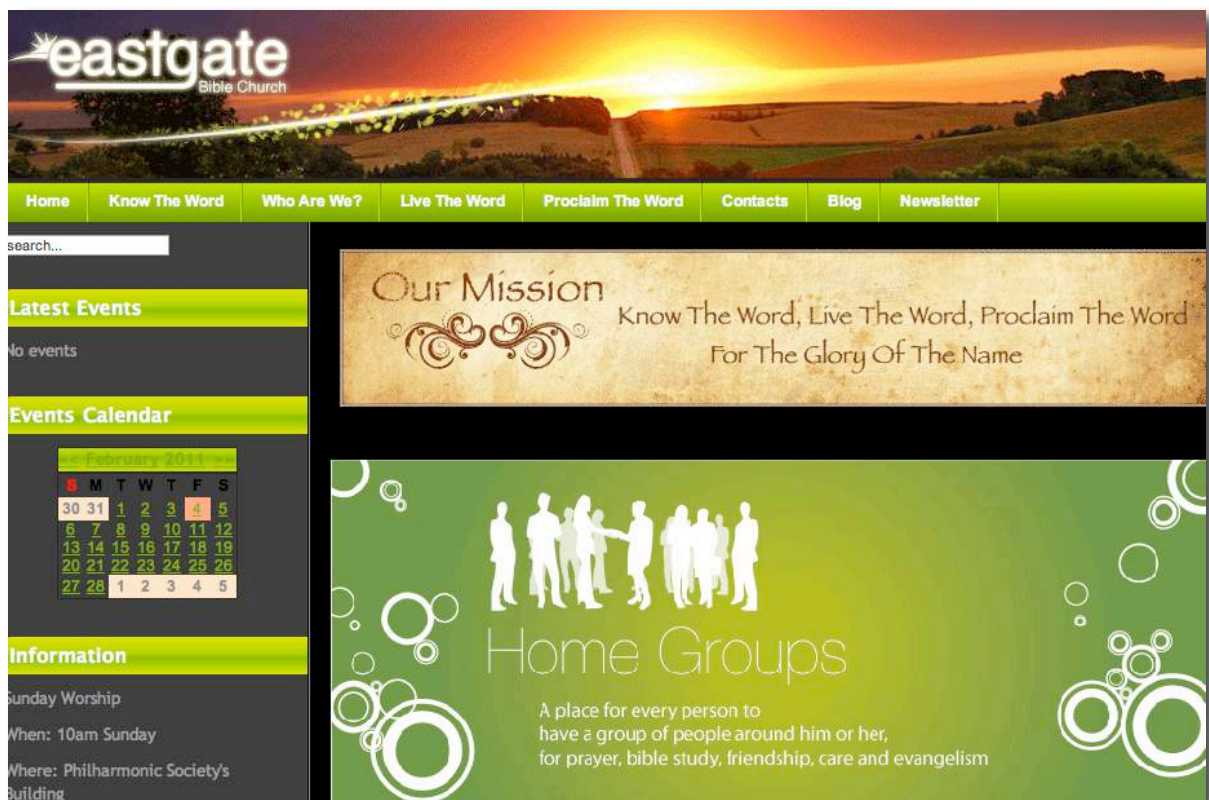 eastgate
Bible Church
Home Know The Word Who Are We? Live The Word Proclaim The Word Contacts Blog Newsletter
search...
Latest Events
No events
Events Calendar
<< February 2011 >>
S M T W T F S
30 31 1 2 3 4 5
6 7 8 9 10 11 12
13 14 15 16 17 18 19
20 21 22 23 24 25 26
27 28 1 2 3 4 5
Information
Sunday Worship
When: 10am Sunday
Where: Philharmonic Society's
Building
Our Mission
Know The Word, Live The Word, Proclaim The Word
For The Glory Of The Name
Home Groups
A place for every person to
have a group of people around him or her,
for prayer, bible study, friendship, care and evangelism